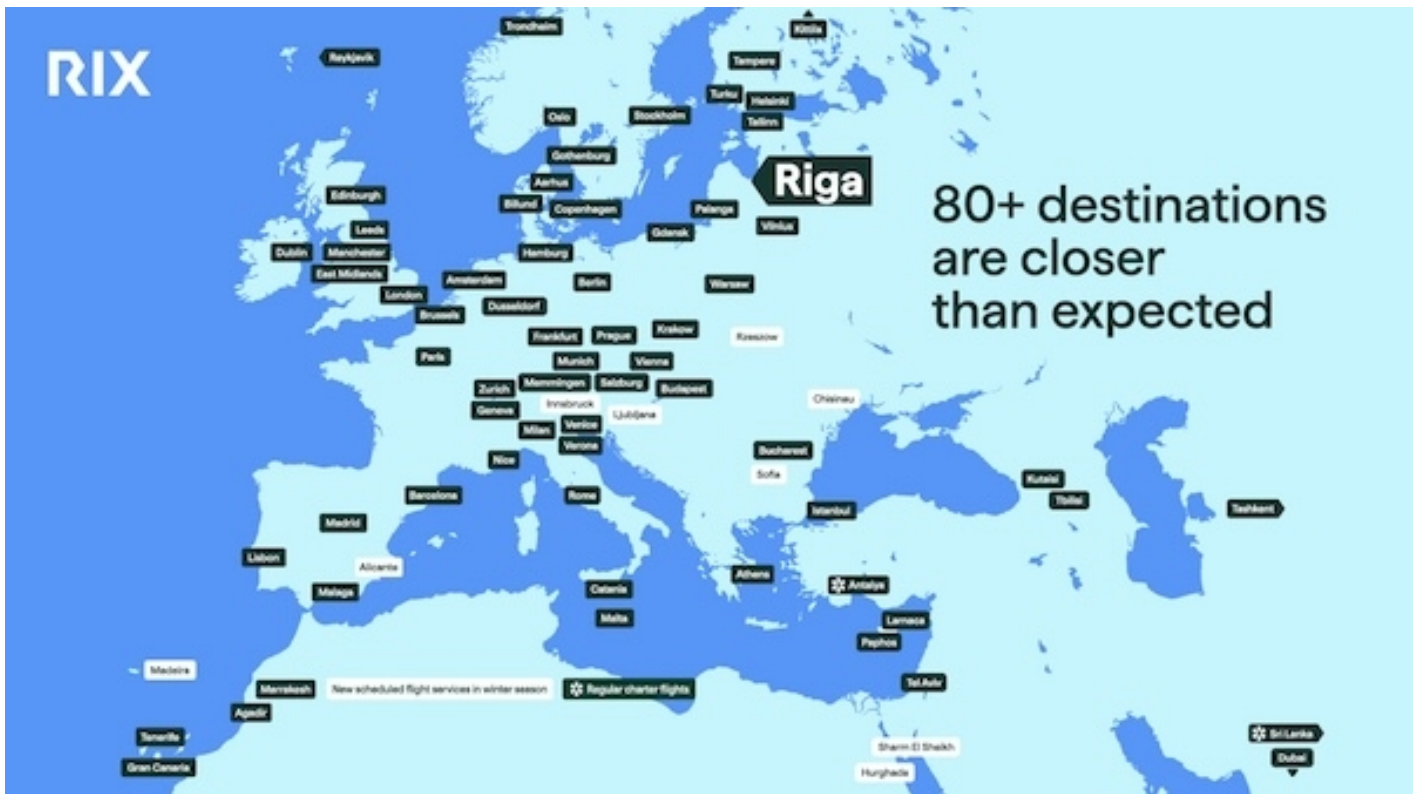 RIX
Trondheim
Kittila
Reykjavik
Tampere
Turku
Helsinki
Oslo
Stockholm
Tallinn
Gothenburg
Riga
Aarhus
Edinburgh
Billund
Copenhagen
Palanga
80+ destinations
are closer
than expected
Leeds
Gdansk
Vilnius
Dublin
Manchester
Hamburg
East Midlands
Amsterdam
Berlin
Warsaw
London
Dusseldorf
Brussels
Frankfurt
Prague
Krakow
Rzeszow
Paris
Munich
Vienna
Zurich
Memmingen
Salzburg
Budapest
Innsbruck
Chisinau
Geneva
Ljubljana
Milan
Venice
Verona
Bucharest
Nice
Sofia
Kutaisi
Barcelona
Rome
Tbilisi
Istanbul
Tashkent
Madrid
Lisbon
Alicante
Athens
Antalya
Malaga
Catania
Malta
Larnaca
Paphos
Madeira
Marrakesh
New scheduled flight services in winter season
Regular charter flights
Tel Aviv
Agadir
Tenerife
Sri Lanka
Sharm El Sheikh
Dubai
Gran Canaria
Hurghada